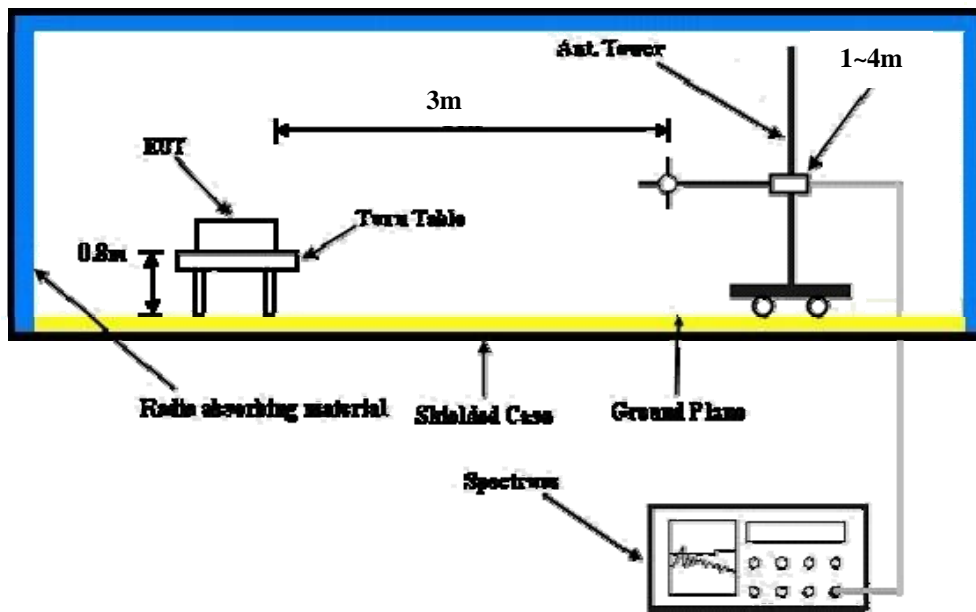 Ant. Tower
1~4m
3m
EUT
Turn Table
0.8m
Radio absorbing material
Shielded Case
Ground Plane
Spectrum